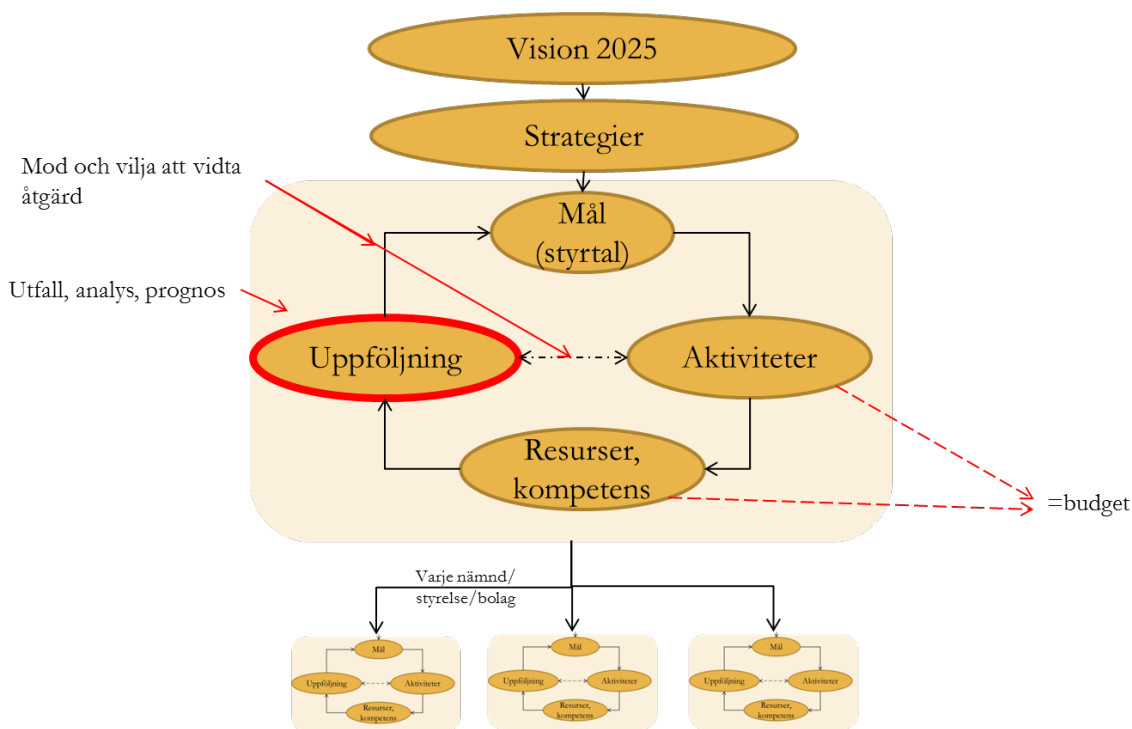 Vision 2025
Strategier
Mod och vilja att vidta
åtgärd
Mål
(styrtal)
Utfall, analys, prognos
Uppföljning
Aktiviteter
Resurser,
kompetens
=budget
Varje nämnd/
styrelse/bolag
Mål
Uppföljning
Aktiviteter
Resurser,
kompetens
Mål
Uppföljning
Aktiviteter
Resurser,
kompetens
Mål
Uppföljning
Aktiviteter
Resurser,
kompetens